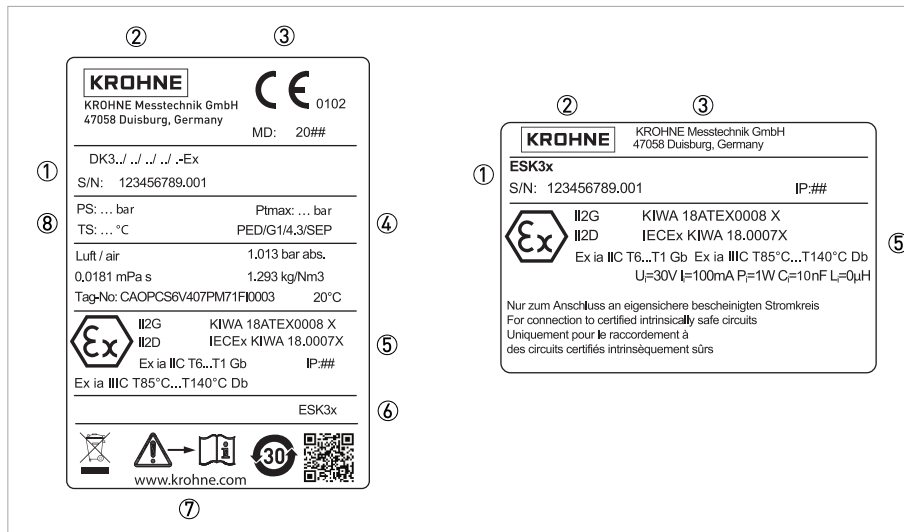 ② ③
KROHNE
KROHNE Messtechnik GmbH
47058 Duisburg, Germany
CE 0102
MD: 20##
①
DK3../ ../ ../ ../ .-Ex
S/N: 123456789.001
⑧
PS: ... bar Ptmax: ... bar
TS: ... °C PED/G1/4.3/SEP
④
Luft / air 1.013 bar abs.
0.0181 mPa s 1.293 kg/Nm3
Tag-No: CAOPCS6V407PM71FI0003 20°C
Ex
II2G KIWA 18ATEX0008 X
II2D IECEx KIWA 18.0007X
⑤
Ex ia IIC T6...T1 Gb IP:##
Ex ia IIIC T85°C...T140°C Db
ESK3x
⑥
30
www.krohne.com
⑦
② ③
KROHNE
KROHNE Messtechnik GmbH
47058 Duisburg, Germany
①
ESK3x
S/N: 123456789.001 IP:##
Ex
II2G KIWA 18ATEX0008 X
II2D IECEx KIWA 18.0007X
⑤
Ex ia IIC T6...T1 Gb Ex ia IIIC T85°C...T140°C Db
Ui=30V Ii=100mA Pi=1W Ci=10nF Li=0µH
Nur zum Anschluss an eigensichere bescheinigten Stromkreis
For connection to certified intrinsically safe circuits
Uniquement pour le raccordement à
des circuits certifiés intrinsèquement sûrs